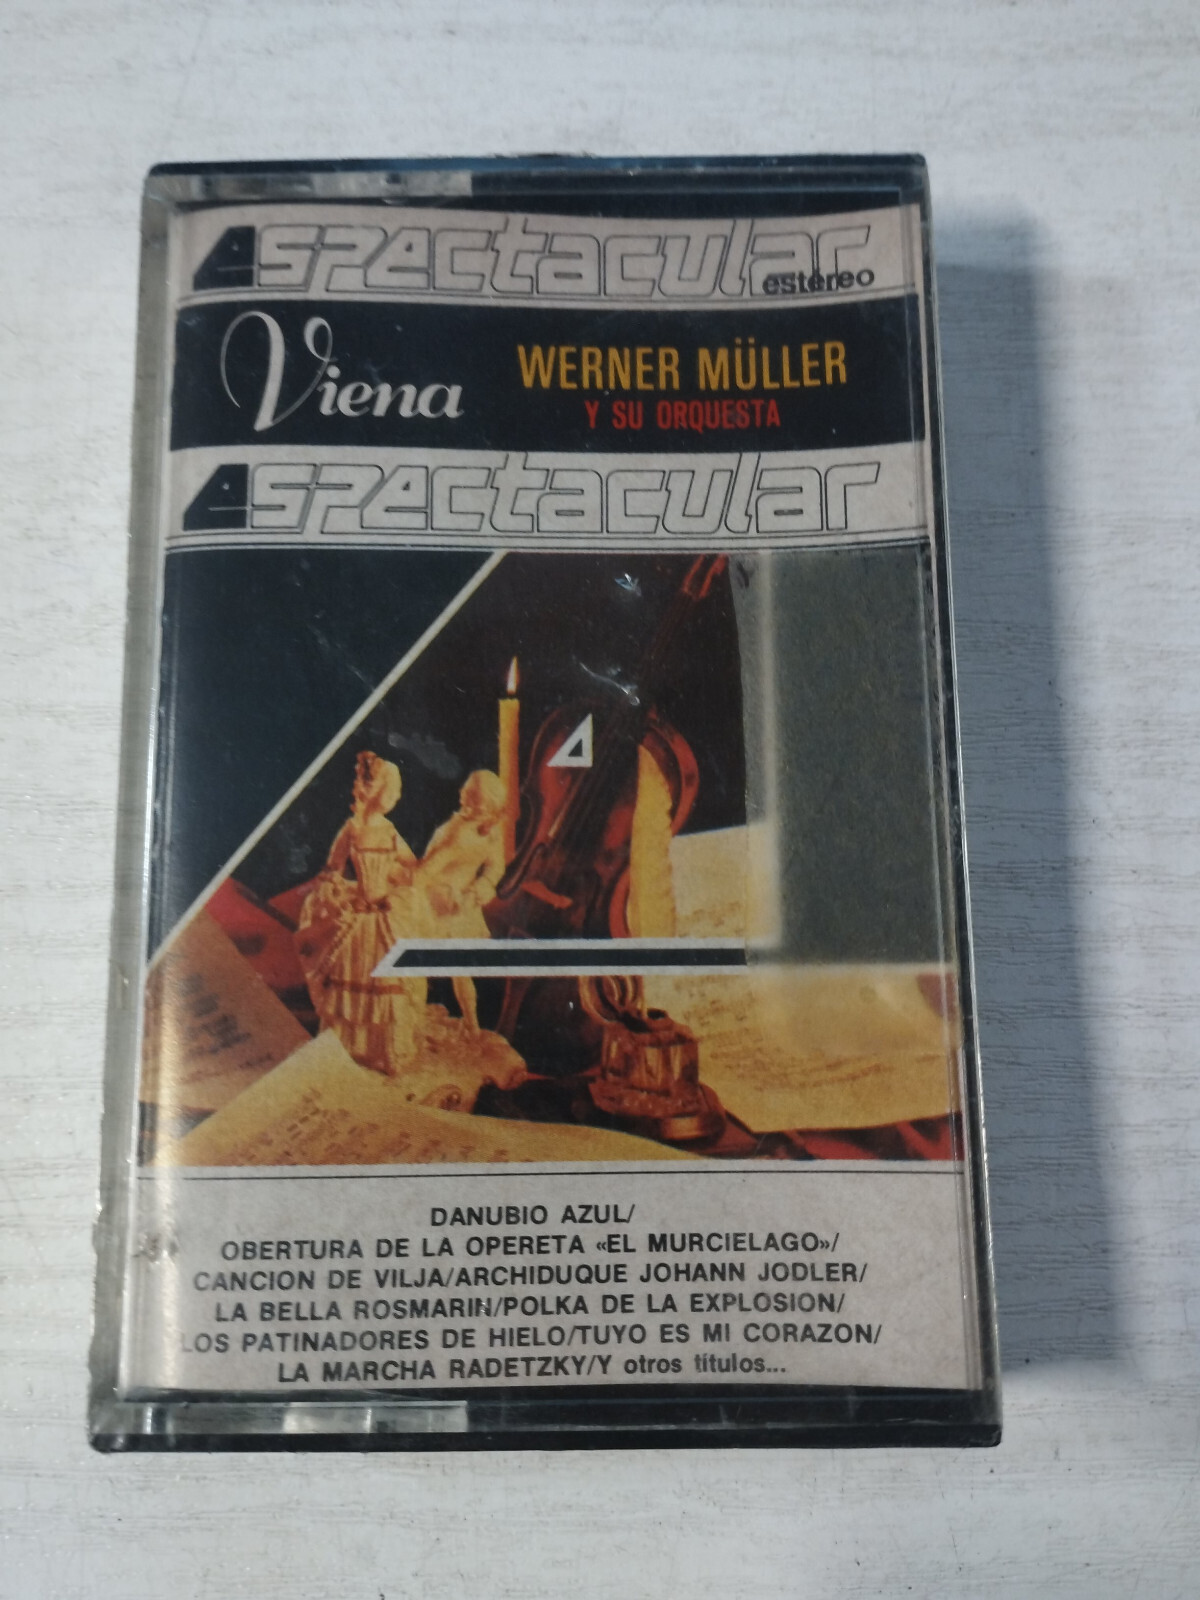 espectacular
estéreo
Viena
WERNER MÜLLER
Y SU ORQUESTA
espectacular
DANUBIO AZUL/
OBERTURA DE LA OPERETA «EL MURCIELAGO»/
CANCION DE VILJA/ARCHIDUQUE JOHANN JODLER/
LA BELLA ROSMARIN/POLKA DE LA EXPLOSION/
LOS PATINADORES DE HIELO/TUYO ES MI CORAZON/
LA MARCHA RADETZKY/Y otros títulos...